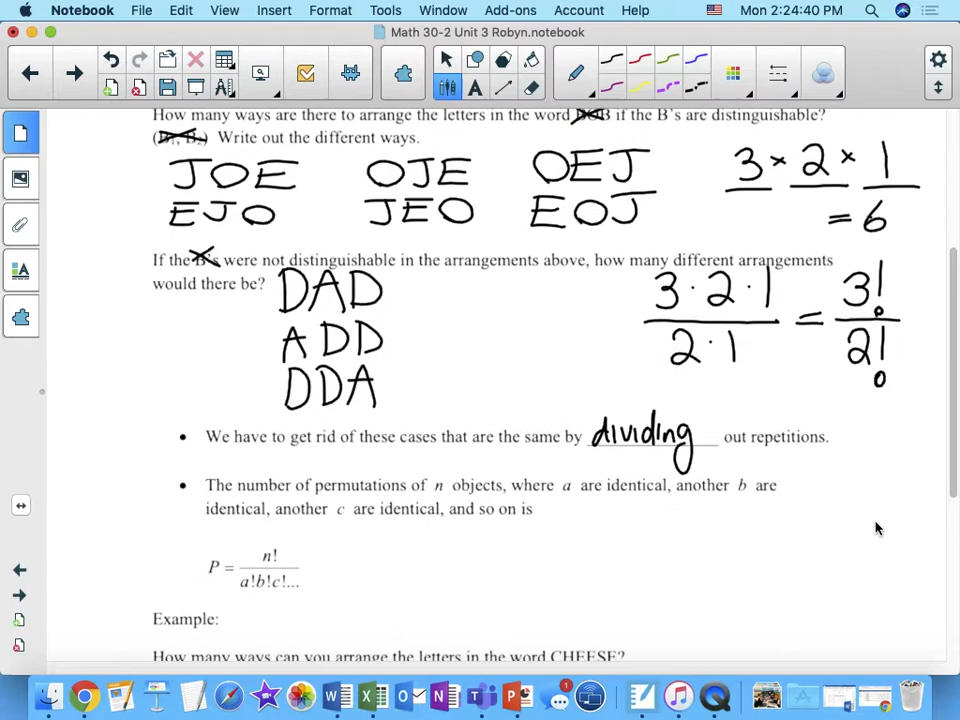 Notebook File Edit View Insert Format Tools Window Add-ons Account Help Mon 2:24:40 PM
Math 30-2 Unit 3 Robyn.notebook
How many ways are there to arrange the letters in the word BOB if the B's are distinguishable?
(B₁, B₂) Write out the different ways.
JOE OJE OEJ 3 × 2 × 1
EJO JEO EOJ = 6
If the B's were not distinguishable in the arrangements above, how many different arrangements
would there be?
DAD
ADD
DDA
3 · 2 · 1 / 2 · 1 = 3! / 2!
• We have to get rid of these cases that are the same by dividing out repetitions.
• The number of permutations of n objects, where a are identical, another b are
identical, another c are identical, and so on is
P = n! / a!b!c!...
Example:
How many ways can you arrange the letters in the word CHEESE?
A
A
A
W X O N T P 1